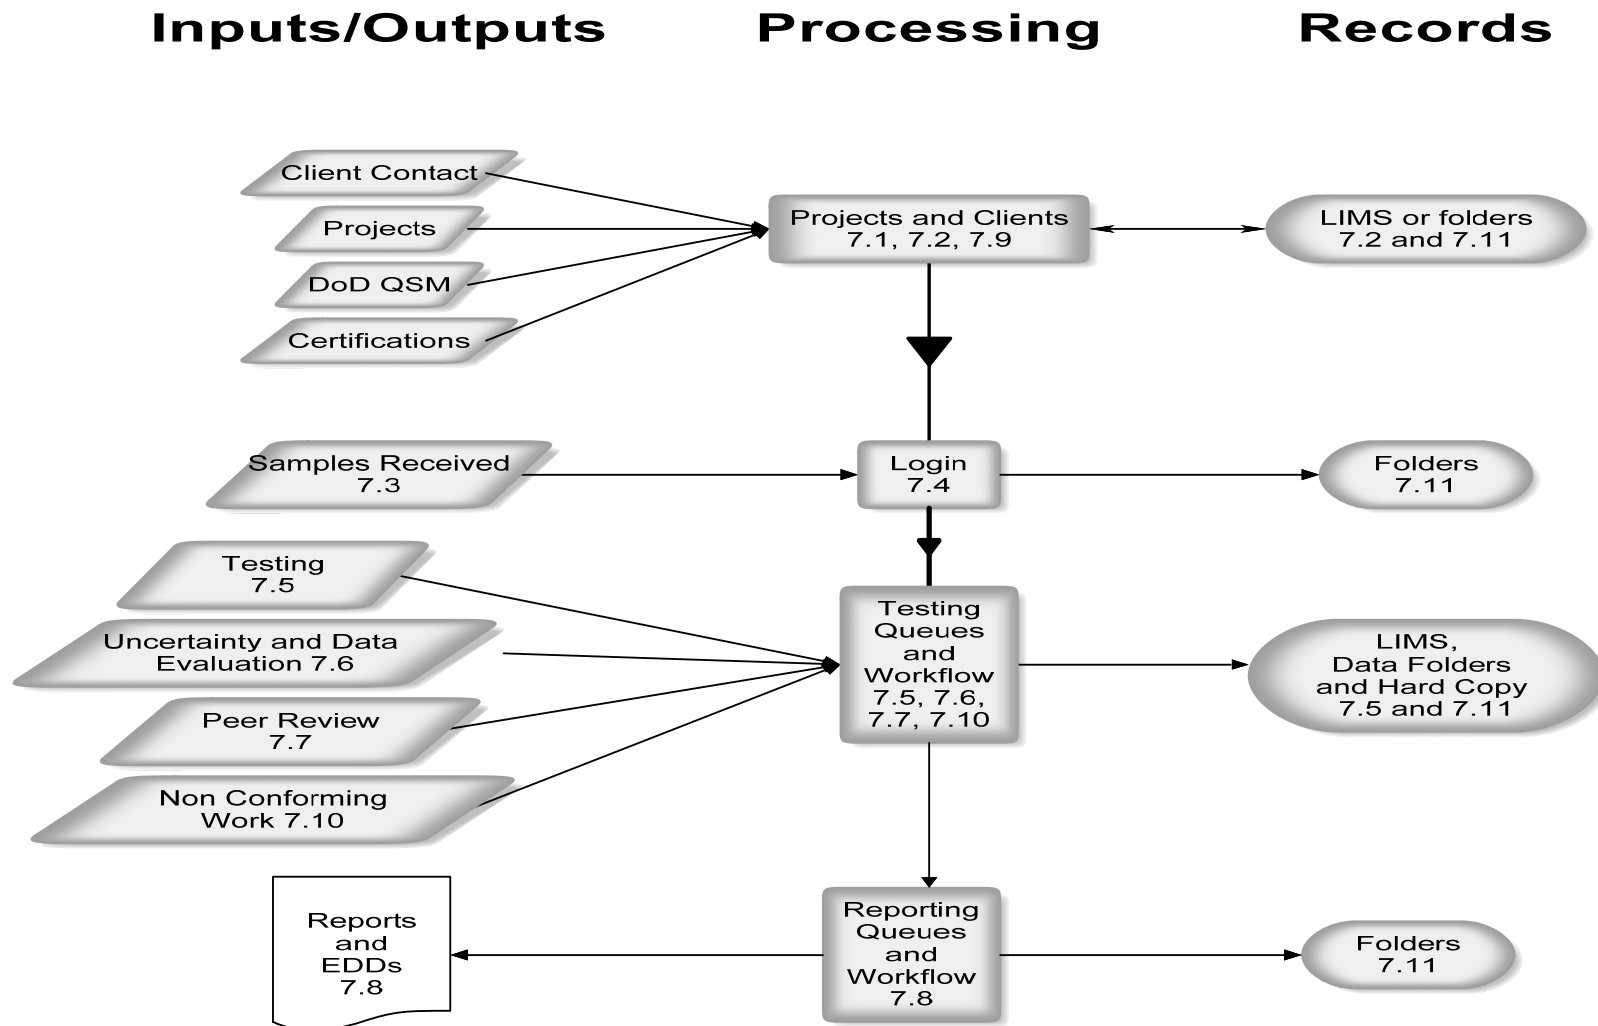 Inputs/Outputs
Processing
Records
Client Contact
Projects
DoD QSM
Certifications
Projects and Clients
7.1, 7.2, 7.9
LIMS or folders
7.2 and 7.11
Samples Received
7.3
Login
7.4
Folders
7.11
Testing
7.5
Uncertainty and Data
Evaluation 7.6
Peer Review
7.7
Non Conforming
Work 7.10
Testing
Queues
and
Workflow
7.5, 7.6,
7.7, 7.10
LIMS,
Data Folders
and Hard Copy
7.5 and 7.11
Reports
and
EDDs
7.8
Reporting
Queues
and
Workflow
7.8
Folders
7.11